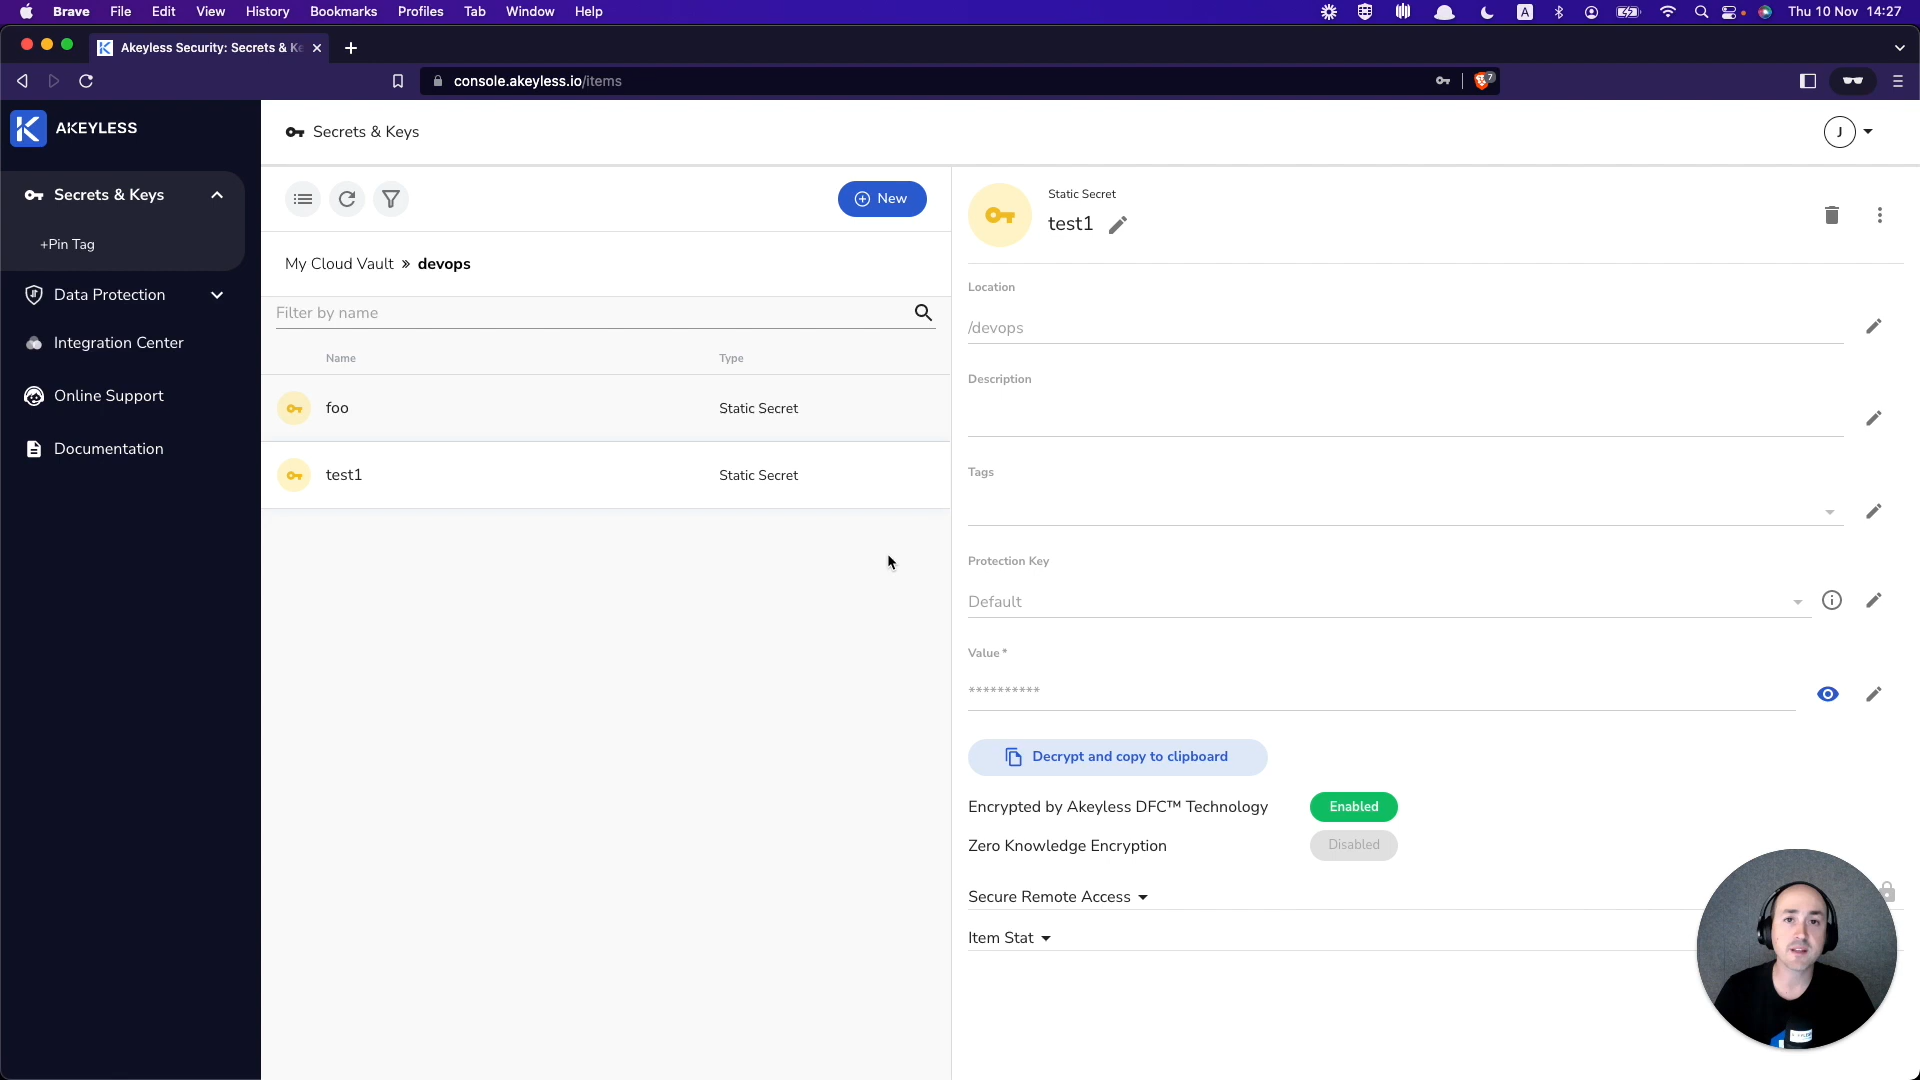 Brave File Edit View History Bookmarks Profiles Tab Window Help
A
Thu 10 Nov 14:27
Akeyless Security: Secrets & Ke
console.akeyless.io/items
7
AKEYLESS
Secrets & Keys
+Pin Tag
Data Protection
Integration Center
Online Support
Documentation
Secrets & Keys
J
New
My Cloud Vault » devops
Filter by name
Name Type
foo Static Secret
test1 Static Secret
Static Secret
test1
Location
/devops
Description
Tags
Protection Key
Default
Value *
**********
Decrypt and copy to clipboard
Encrypted by Akeyless DFC™ Technology Enabled
Zero Knowledge Encryption Disabled
Secure Remote Access
Item Stat